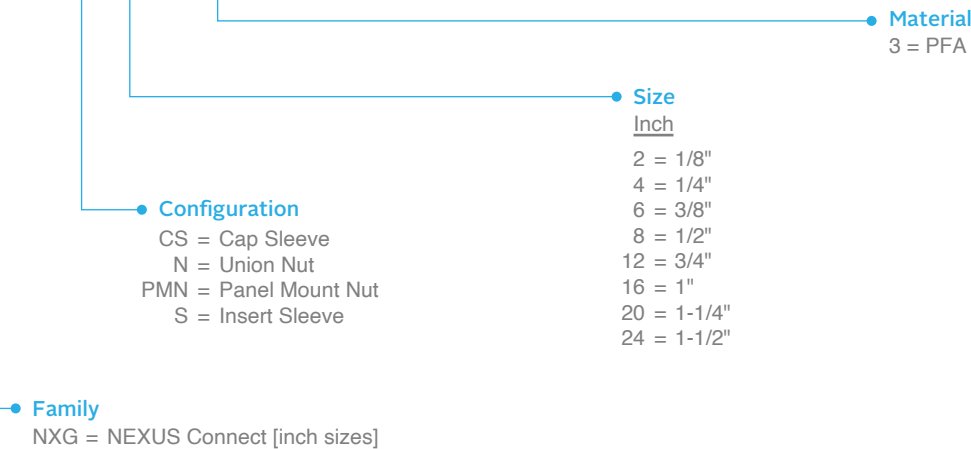 Material
3 = PFA
Size
Inch
2 = 1/8"
4 = 1/4"
6 = 3/8"
8 = 1/2"
12 = 3/4"
16 = 1"
20 = 1-1/4"
24 = 1-1/2"
Configuration
CS = Cap Sleeve
N = Union Nut
PMN = Panel Mount Nut
S = Insert Sleeve
Family
NXG = NEXUS Connect [inch sizes]